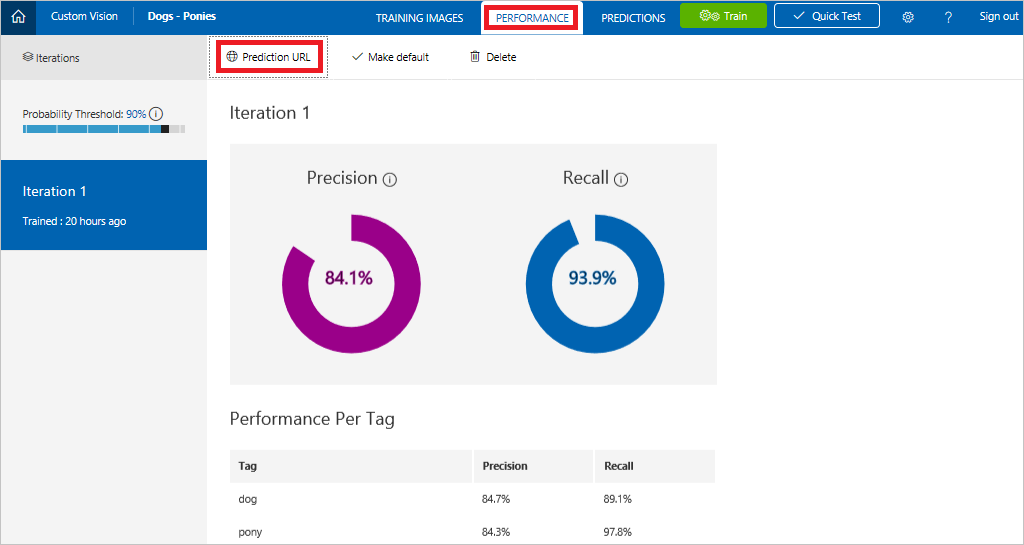 Custom Vision Dogs - Ponies TRAINING IMAGES PERFORMANCE PREDICTIONS Train Quick Test ? Sign out
Iterations Prediction URL Make default Delete
Probability Threshold: 90%
Iteration 1
Trained : 20 hours ago
Iteration 1
Precision Recall
84.1% 93.9%
Performance Per Tag
Tag Precision Recall
dog 84.7% 89.1%
pony 84.3% 97.8%